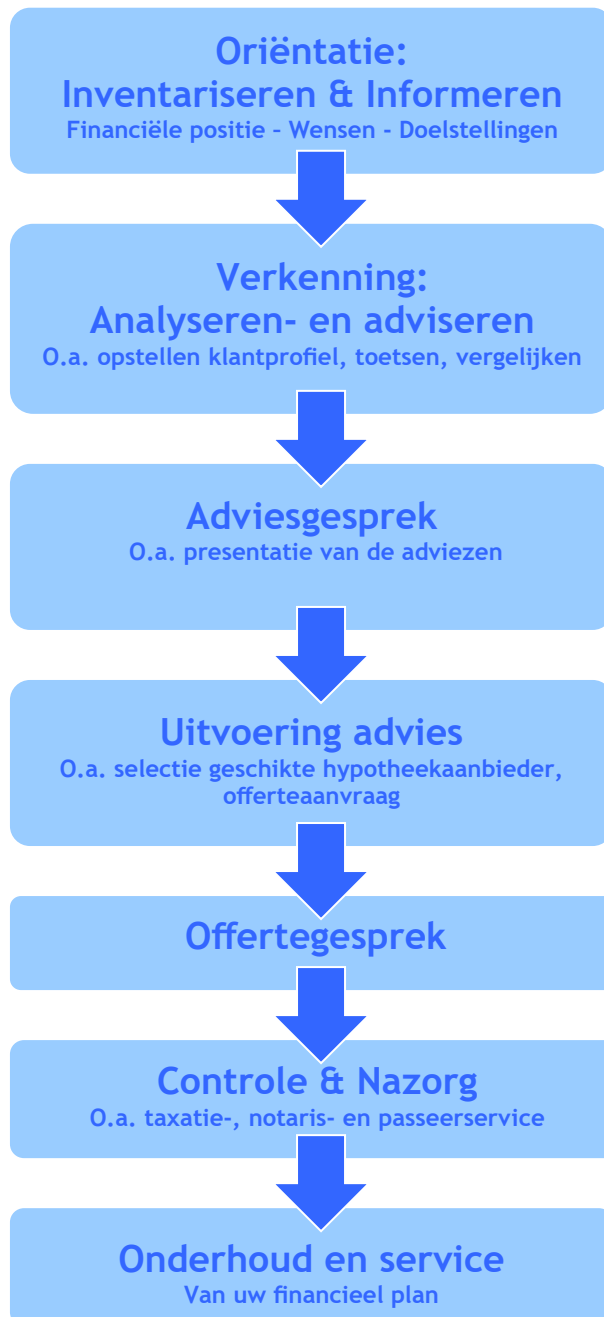 Oriëntatie:
Inventariseren & Informeren
Financiële positie – Wensen - Doelstellingen
Verkenning:
Analyseren- en adviseren
O.a. opstellen klantprofiel, toetsen, vergelijken
Adviesgesprek
O.a. presentatie van de adviezen
Uitvoering advies
O.a. selectie geschikte hypotheekaanbieder,
offerteaanvraag
Offertegesprek
Controle & Nazorg
O.a. taxatie-, notaris- en passeerservice
Onderhoud en service
Van uw financieel plan